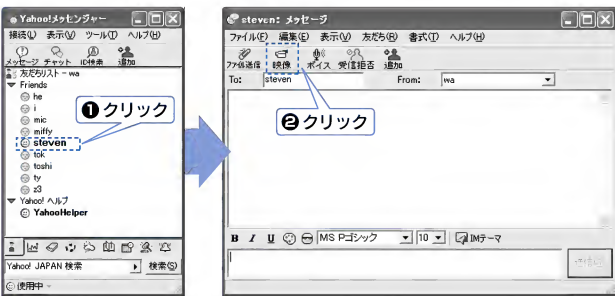 Yahoo!メッセンジャー
接続(L) 表示(V) ツール(T) ヘルプ(H)
メッセージ チャット ID検索 追加
友だちリスト - wa
Friends
he
i
mic
miffy
steven
tok
toshi
ty
z3
Yahoo! ヘルプ
YahooHelper
Yahoo! JAPAN 検索 検索(S)
使用中
❶クリック
steven: メッセージ
ファイル(F) 編集(E) 表示(V) 友だち(R) 書式(T) ヘルプ(H)
ファイル送信 映像 ボイス 受信拒否 追加
To: steven From: wa
❷クリック
B I U MS Pゴシック 10 IMテーマ
送信(S)